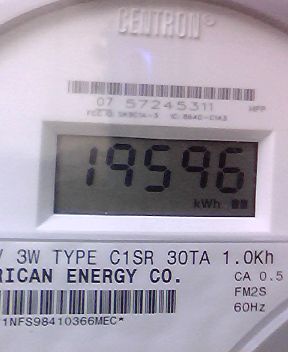 CENTRON®
07 57245311 HPP
19596
kWh
V 3W TYPE C1SR 30TA 1.0Kh
RICAN ENERGY CO. CA 0.5
FM2S
1NFS98410366MEC* 60Hz